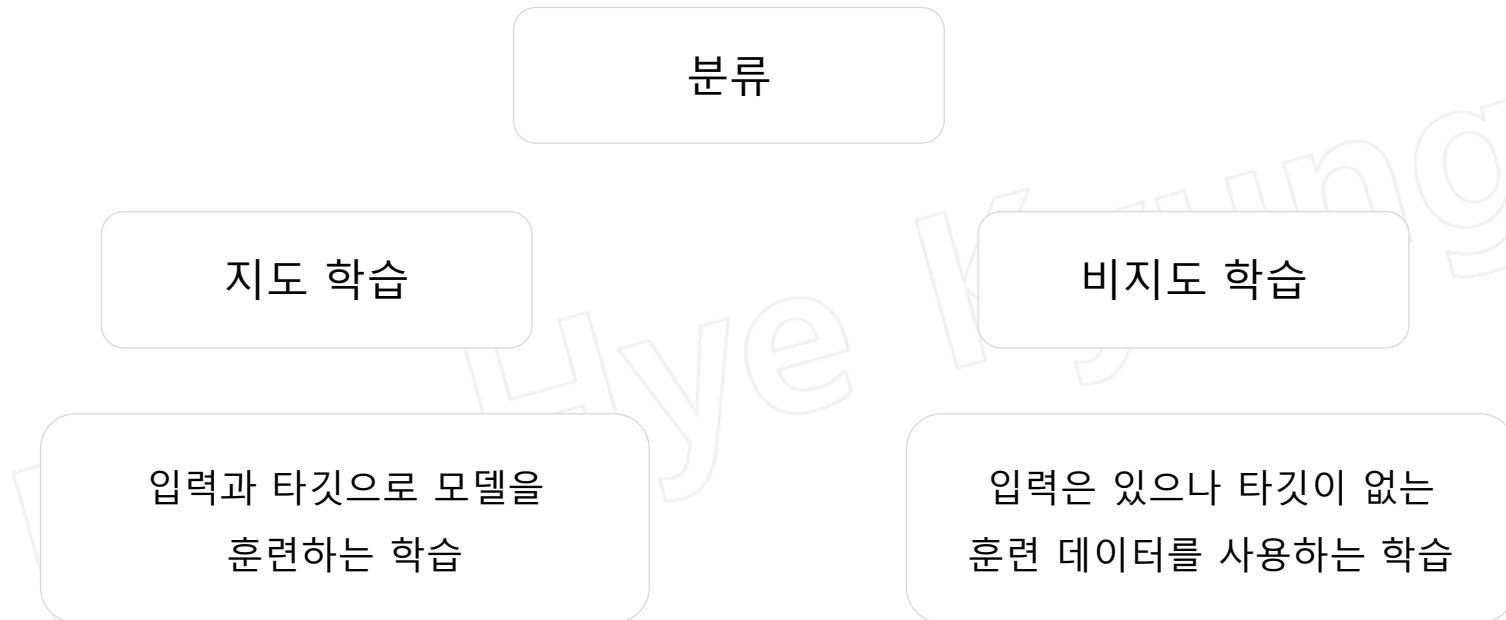 분류
지도 학습
비지도 학습
입력과 타깃으로 모델을
훈련하는 학습
입력은 있으나 타깃이 없는
훈련 데이터를 사용하는 학습
Hye Kyung